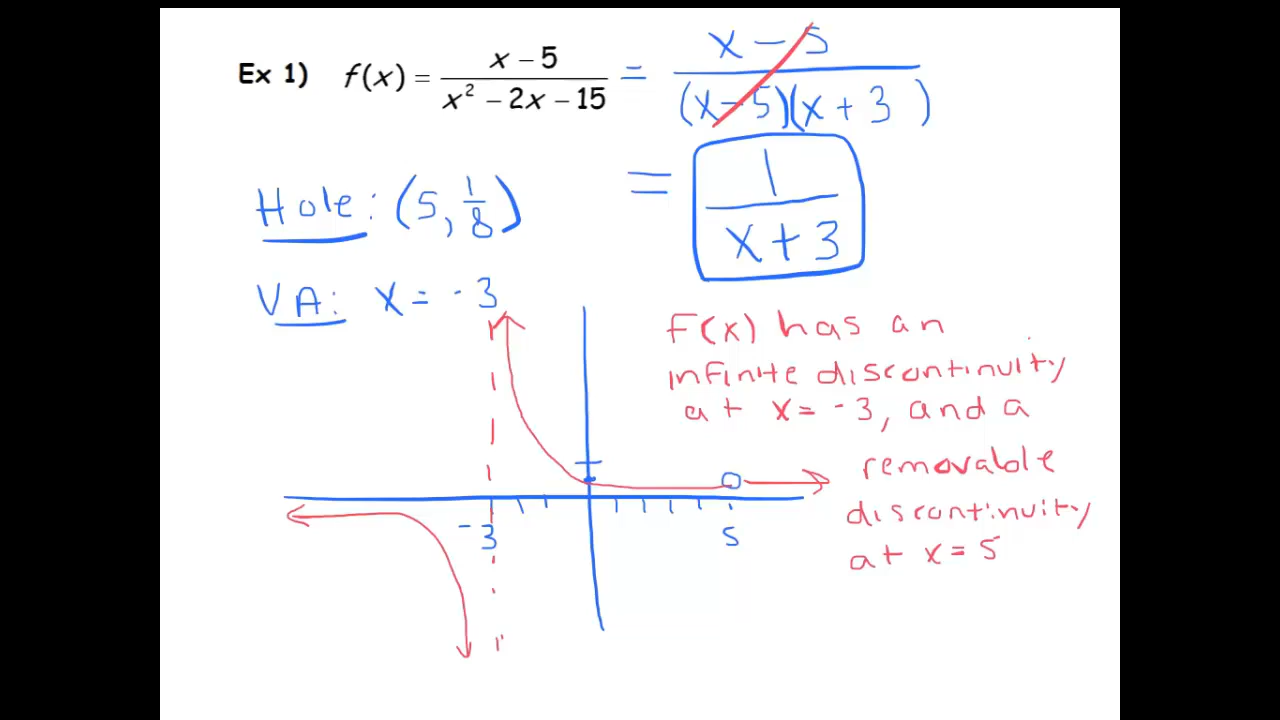 Ex 1) f(x) = (x − 5)/(x² − 2x − 15) = (x − 5)/((x − 5)(x + 3))
= 1/(x + 3)
Hole: (5, 1/8)
VA: x = -3
F(x) has an
infinite discontinuity
at x = -3, and a
removable
discontinuity
at x = 5
-3
5